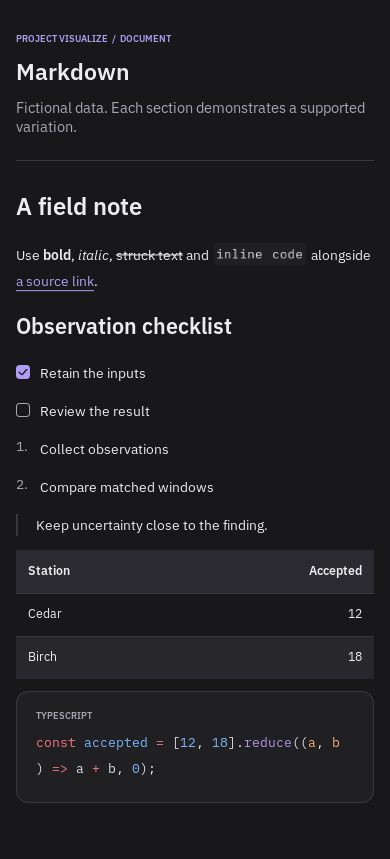 PROJECTVISUALIZE / DOCUMENT
Markdown
Fictional data. Each section demonstrates a supported
variation.
A field note
Use bold, italic, struck text and inline code alongside
a source link.
Observation checklist
Retain the inputs
Review the result
1. Collect observations
2. Compare matched windows
Keep uncertainty close to the finding.
Station Accepted
Cedar 12
Birch 18
TYPESCRIPT
const accepted = [12, 18].reduce((a, b
) => a + b, 0);